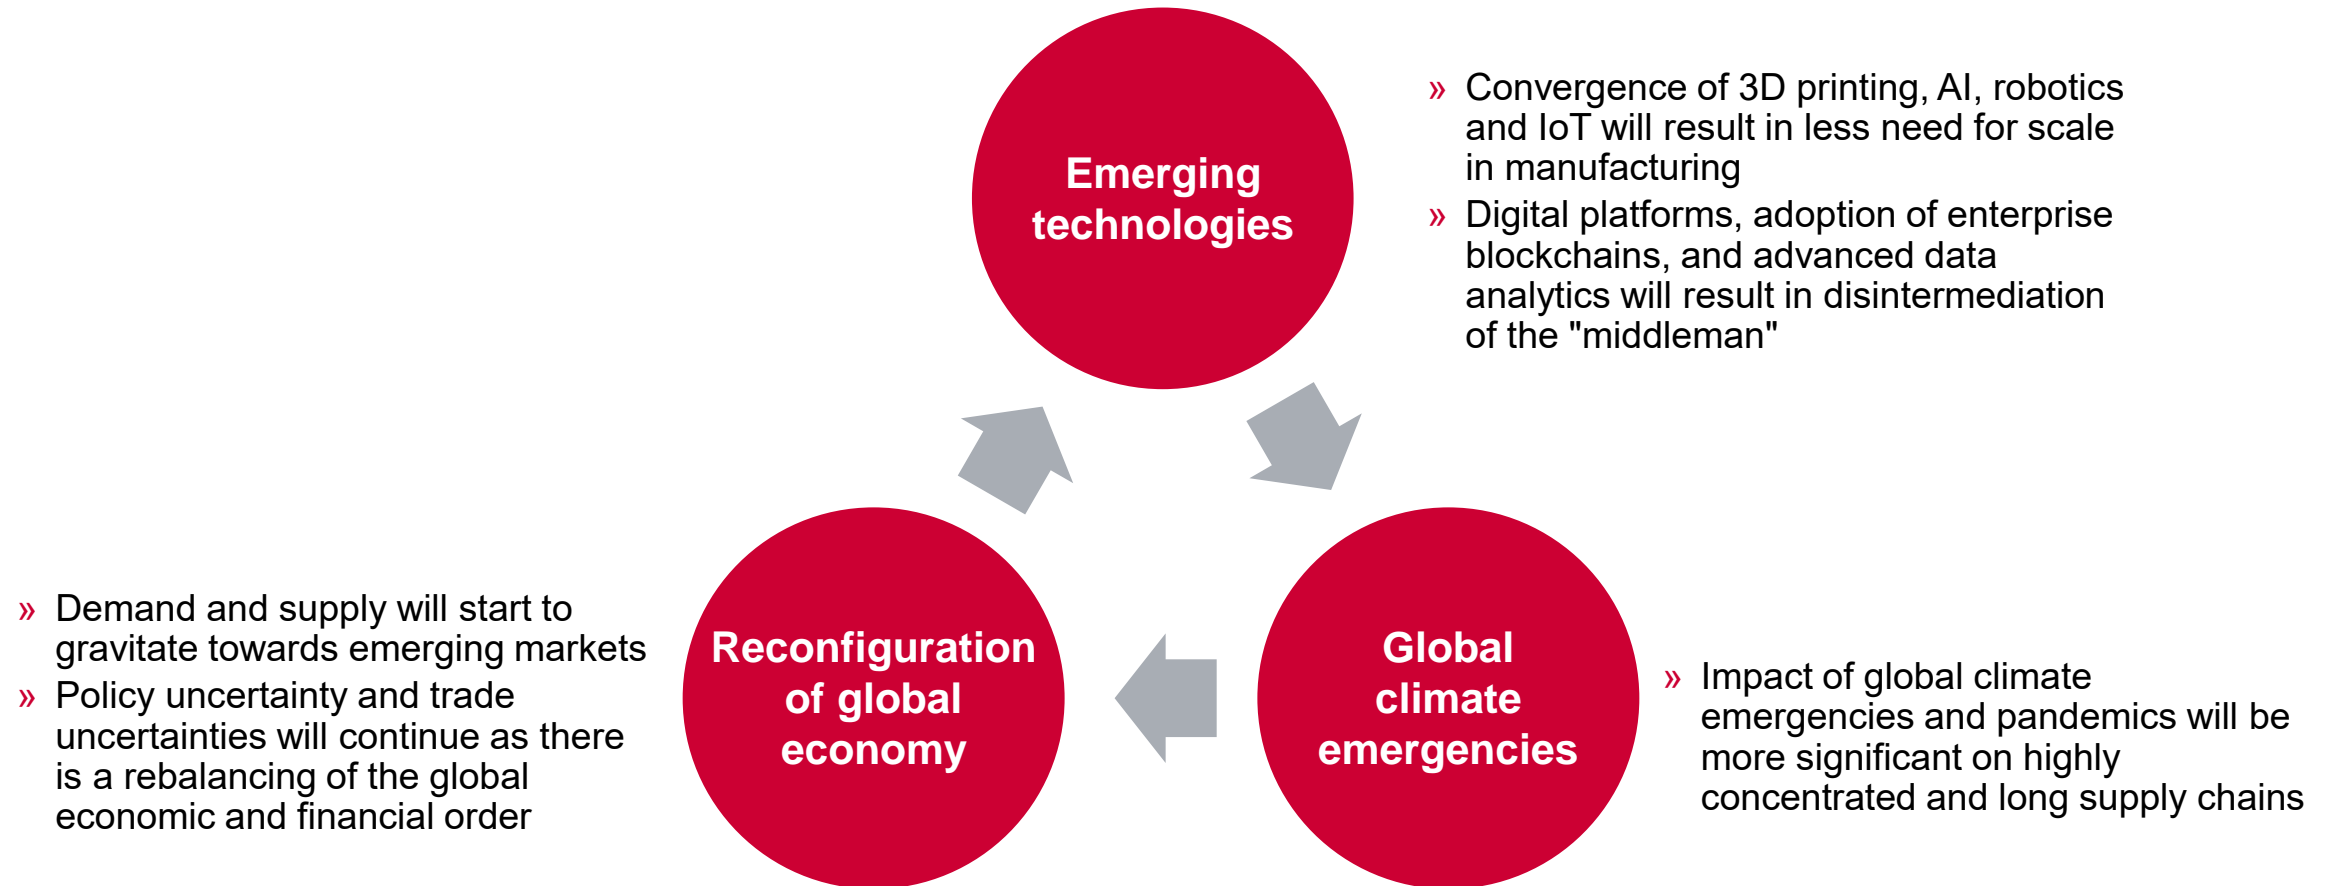 Emerging
technologies
» Convergence of 3D printing, AI, robotics
and IoT will result in less need for scale
in manufacturing
» Digital platforms, adoption of enterprise
blockchains, and advanced data
analytics will result in disintermediation
of the "middleman"
» Demand and supply will start to
gravitate towards emerging markets
» Policy uncertainty and trade
uncertainties will continue as there
is a rebalancing of the global
economic and financial order
Reconfiguration
of global
economy
Global
climate
emergencies
» Impact of global climate
emergencies and pandemics will be
more significant on highly
concentrated and long supply chains